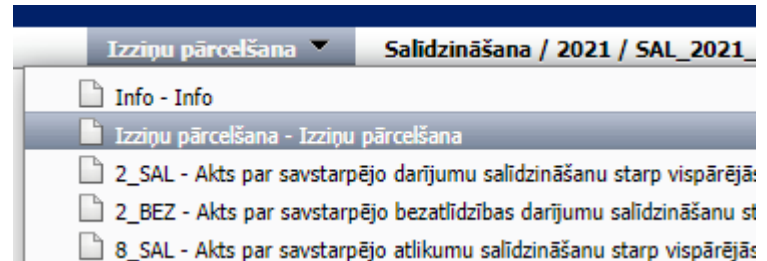 Izziņu pārcelšana Salīdzināšana / 2021 / SAL_2021_
Info - Info
Izziņu pārcelšana - Izziņu pārcelšana
2_SAL - Akts par savstarpējo darījumu salīdzināšanu starp vispārējās
2_BEZ - Akts par savstarpējo bezatlīdzības darījumu salīdzināšanu st
8_SAL - Akts par savstarpējo atlikumu salīdzināšanu starp vispārējās